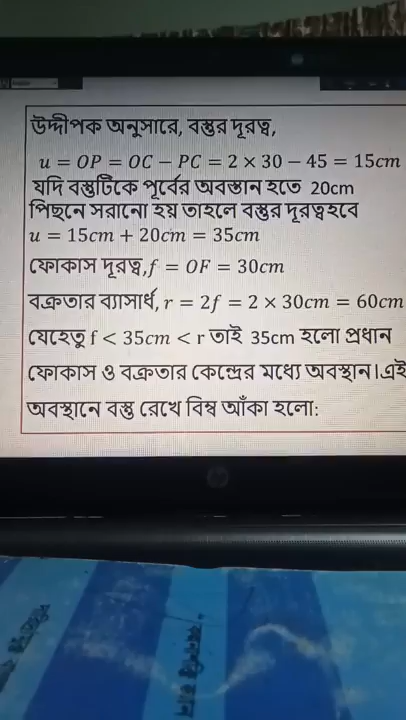 উদ্দীপক অনুসারে, বস্তুর দূরত্ব,
u = OP = OC − PC = 2 × 30 − 45 = 15cm
যদি বস্তুটিকে পূর্বের অবস্তান হতে 20cm
পিছনে সরানো হয় তাহলে বস্তুর দূরত্বহবে
u = 15cm + 20cm = 35cm
ফোকাস দূরত্ব,f = OF = 30cm
বক্রতার ব্যাসার্ধ, r = 2f = 2 × 30cm = 60cm
যেহেতু f < 35cm < r তাই 35cm হলো প্রধান
ফোকাস ও বক্রতার কেন্দ্রের মধ্যে অবস্থান।এই
অবস্থানে বস্তু রেখে বিম্ব আঁকা হলো:
hp